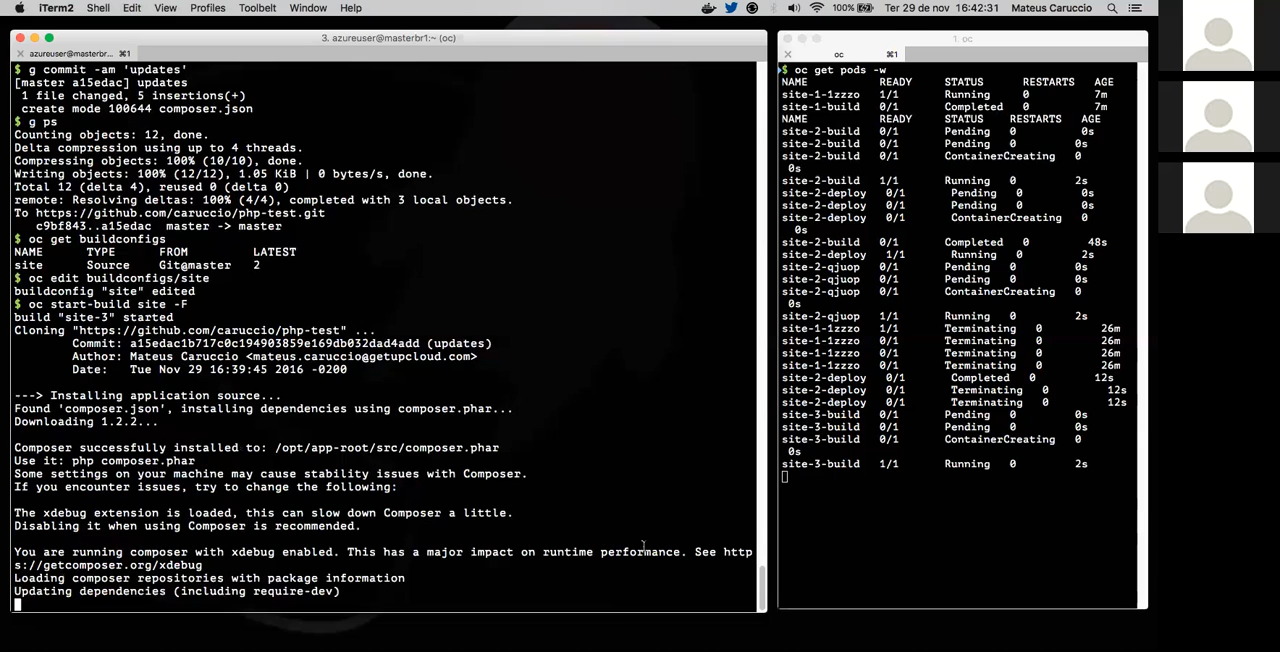 iTerm2 Shell Edit View Profiles Toolbelt Window Help 100% Ter 29 de nov 16:42:31 Mateus Caruccio
3. azureuser@masterbr1:~ (oc)
azureuser@masterbr... ⌘1
$ g commit -am 'updates'
[master a15edac] updates
1 file changed, 5 insertions(+)
create mode 100644 composer.json
$ g ps
Counting objects: 12, done.
Delta compression using up to 4 threads.
Compressing objects: 100% (10/10), done.
Writing objects: 100% (12/12), 1.05 KiB | 0 bytes/s, done.
Total 12 (delta 4), reused 0 (delta 0)
remote: Resolving deltas: 100% (4/4), completed with 3 local objects.
To https://github.com/caruccio/php-test.git
c9bf843..a15edac master -> master
$ oc get buildconfigs
NAME TYPE FROM LATEST
site Source Git@master 2
$ oc edit buildconfigs/site
buildconfig "site" edited
$ oc start-build site -F
build "site-3" started
Cloning "https://github.com/caruccio/php-test" ...
Commit: a15edac1b717c0c194903859e169db032dad4add (updates)
Author: Mateus Caruccio <mateus.caruccio@getupcloud.com>
Date: Tue Nov 29 16:39:45 2016 -0200
---> Installing application source...
Found 'composer.json', installing dependencies using composer.phar...
Downloading 1.2.2...
Composer successfully installed to: /opt/app-root/src/composer.phar
Use it: php composer.phar
Some settings on your machine may cause stability issues with Composer.
If you encounter issues, try to change the following:
The xdebug extension is loaded, this can slow down Composer a little.
Disabling it when using Composer is recommended.
You are running composer with xdebug enabled. This has a major impact on runtime performance. See http
s://getcomposer.org/xdebug
Loading composer repositories with package information
Updating dependencies (including require-dev)
1. oc
oc ⌘1
$ oc get pods -w
NAME READY STATUS RESTARTS AGE
site-1-1zzzo 1/1 Running 0 7m
site-1-build 0/1 Completed 0 7m
NAME READY STATUS RESTARTS AGE
site-2-build 0/1 Pending 0 0s
site-2-build 0/1 Pending 0 0s
site-2-build 0/1 ContainerCreating 0
0s
site-2-build 1/1 Running 0 2s
site-2-deploy 0/1 Pending 0 0s
site-2-deploy 0/1 Pending 0 0s
site-2-deploy 0/1 ContainerCreating 0
0s
site-2-build 0/1 Completed 0 48s
site-2-deploy 1/1 Running 0 2s
site-2-qjuop 0/1 Pending 0 0s
site-2-qjuop 0/1 Pending 0 0s
site-2-qjuop 0/1 ContainerCreating 0
0s
site-2-qjuop 1/1 Running 0 2s
site-1-1zzzo 1/1 Terminating 0 26m
site-1-1zzzo 0/1 Terminating 0 26m
site-1-1zzzo 0/1 Terminating 0 26m
site-1-1zzzo 0/1 Terminating 0 26m
site-2-deploy 0/1 Completed 0 12s
site-2-deploy 0/1 Terminating 0 12s
site-2-deploy 0/1 Terminating 0 12s
site-3-build 0/1 Pending 0 0s
site-3-build 0/1 Pending 0 0s
site-3-build 0/1 ContainerCreating 0
0s
site-3-build 1/1 Running 0 2s